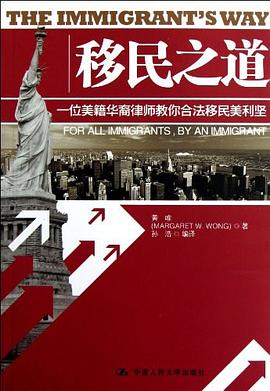 THE IMMIGRANT'S WAY
移民之道
一位美籍华裔律师教你合法移民美利坚
FOR ALL IMMIGRANTS, BY AN IMMIGRANT
黄 唯
(MARGARET W. WONG) 著
孙 浩 编译
中国人民大学出版社